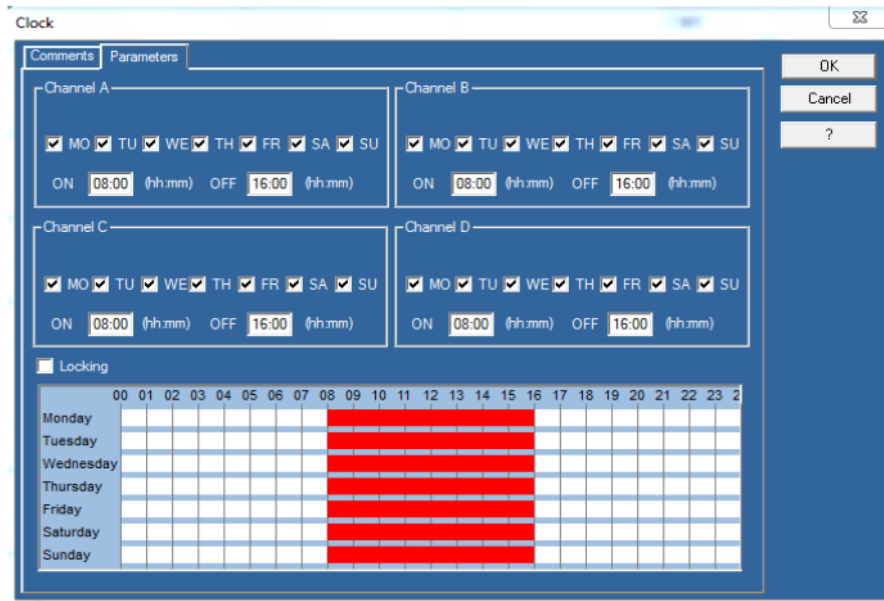 Clock
Comments Parameters
OK
Cancel
?
Channel A
MO TU WE TH FR SA SU
ON 08:00 (hh:mm) OFF 16:00 (hh:mm)
Channel B
MO TU WE TH FR SA SU
ON 08:00 (hh:mm) OFF 16:00 (hh:mm)
Channel C
MO TU WE TH FR SA SU
ON 08:00 (hh:mm) OFF 16:00 (hh:mm)
Channel D
MO TU WE TH FR SA SU
ON 08:00 (hh:mm) OFF 16:00 (hh:mm)
Locking
00 01 02 03 04 05 06 07 08 09 10 11 12 13 14 15 16 17 18 19 20 21 22 23 2
Monday
Tuesday
Wednesday
Thursday
Friday
Saturday
Sunday